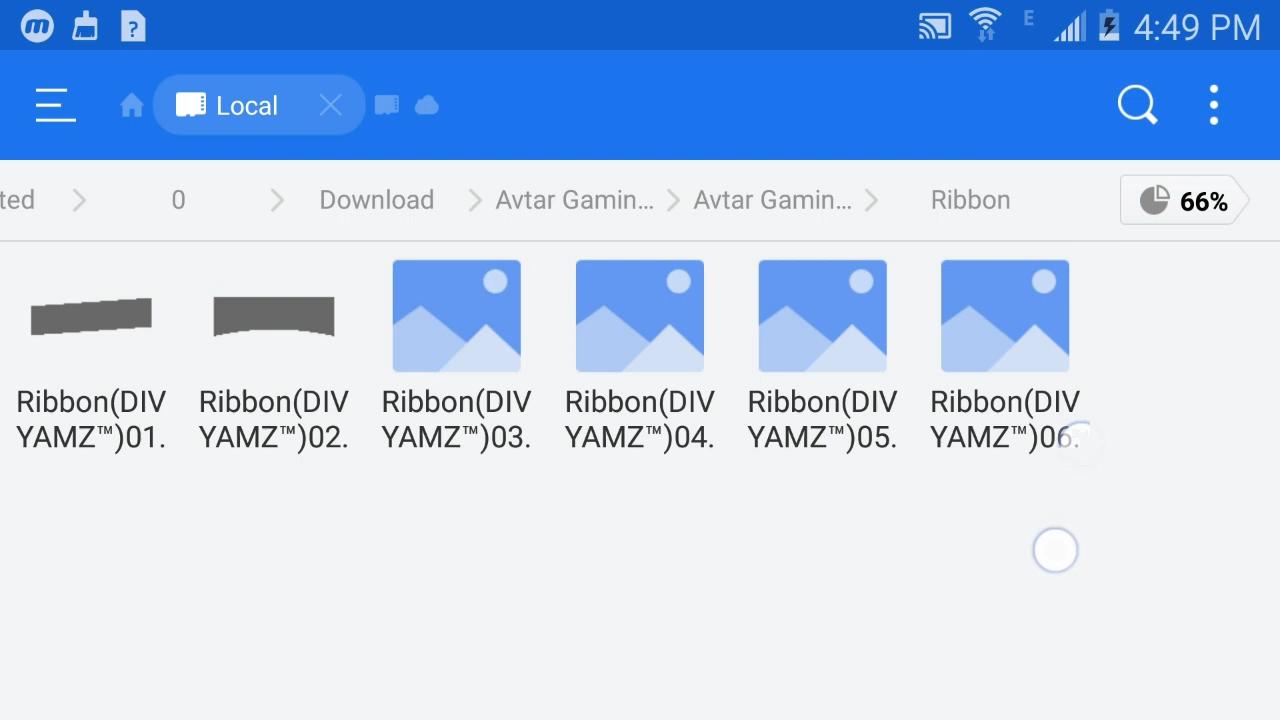 E 4:49 PM
Local
ted 0 Download Avtar Gamin... Avtar Gamin... Ribbon 66%
Ribbon(DIV
YAMZ™)01.
Ribbon(DIV
YAMZ™)02.
Ribbon(DIV
YAMZ™)03.
Ribbon(DIV
YAMZ™)04.
Ribbon(DIV
YAMZ™)05.
Ribbon(DIV
YAMZ™)06.